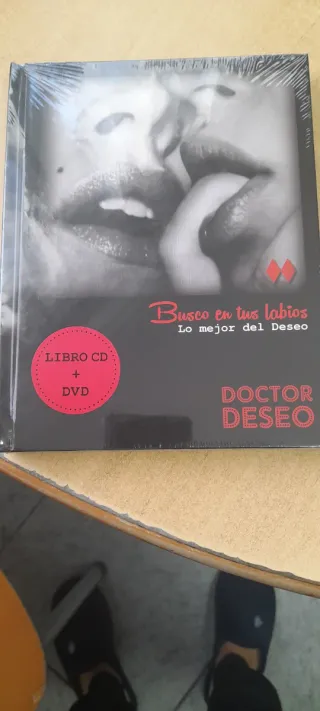 Busco en tus labios
Lo mejor del Deseo
LIBRO CD
+
DVD
DOCTOR
DESEO